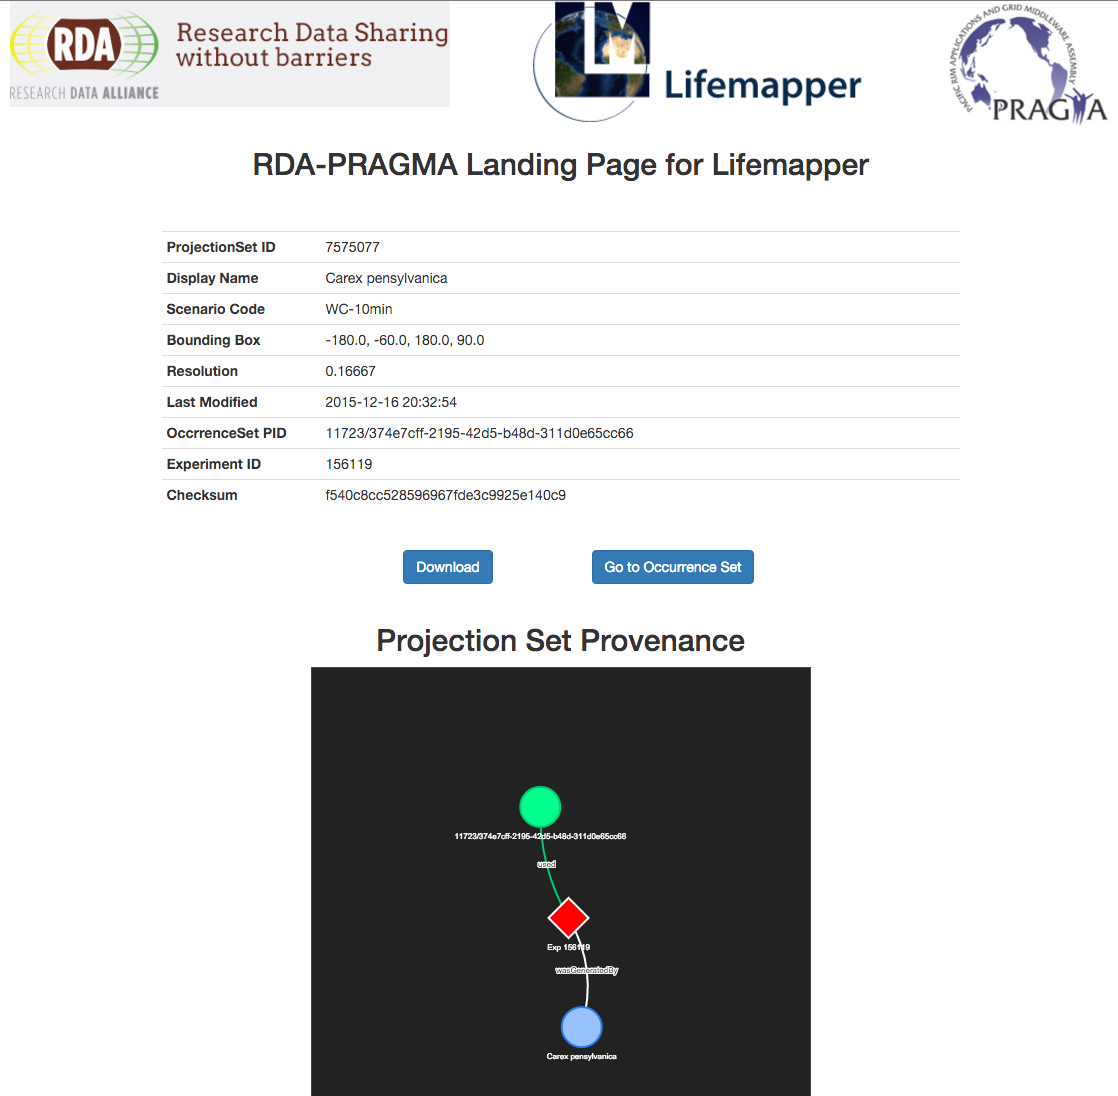 RDA
Research Data Sharing
without barriers
RESEARCH DATA ALLIANCE
LM
Lifemapper
PACIFIC RIM APPLICATIONS AND GRID MIDDLEWARE ASSEMBLY
PRAGMA
RDA-PRAGMA Landing Page for Lifemapper
ProjectionSet ID 7575077
Display Name Carex pensylvanica
Scenario Code WC-10min
Bounding Box -180.0, -60.0, 180.0, 90.0
Resolution 0.16667
Last Modified 2015-12-16 20:32:54
OccrrenceSet PID 11723/374e7cff-2195-42d5-b48d-311d0e65cc66
Experiment ID 156119
Checksum f540c8cc528596967fde3c9925e140c9
Download Go to Occurrence Set
Projection Set Provenance
11723/374e7cff-2195-42d5-b48d-311d0e65cc66
used
Exp 156119
wasGeneratedBy
Carex pensylvanica